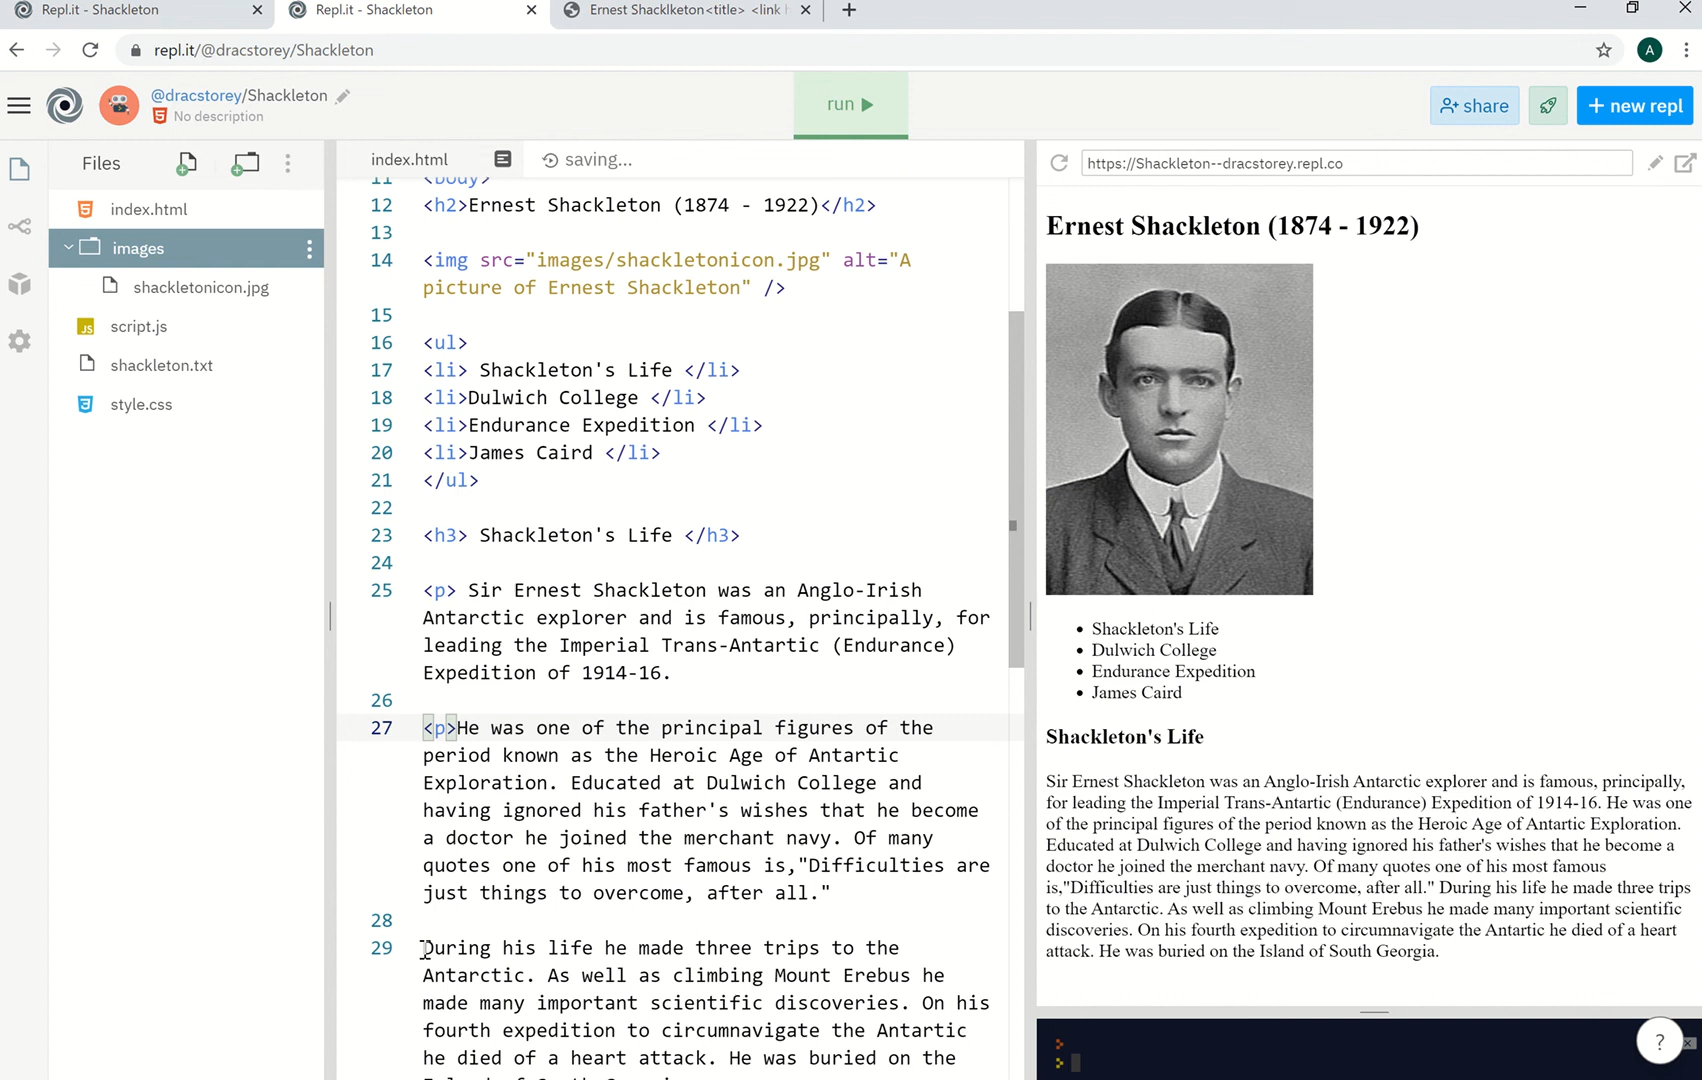 Repl.it - Shackleton
Repl.it - Shackleton
Ernest Shacklketon<title> <link h
repl.it/@dracstorey/Shackleton
A
@dracstorey/Shackleton
No description
run
share
+ new repl
Files
index.html
saving...
https://Shackleton--dracstorey.repl.co
index.html
images
shackletonicon.jpg
JS script.js
shackleton.txt
style.css
11 <body>
12 <h2>Ernest Shackleton (1874 - 1922)</h2>
13
14 <img src="images/shackletonicon.jpg" alt="A
picture of Ernest Shackleton" />
15
16 <ul>
17 <li> Shackleton's Life </li>
18 <li>Dulwich College </li>
19 <li>Endurance Expedition </li>
20 <li>James Caird </li>
21 </ul>
22
23 <h3> Shackleton's Life </h3>
24
25 <p> Sir Ernest Shackleton was an Anglo-Irish
Antarctic explorer and is famous, principally, for
leading the Imperial Trans-Antartic (Endurance)
Expedition of 1914-16.
26
27 <p>He was one of the principal figures of the
period known as the Heroic Age of Antartic
Exploration. Educated at Dulwich College and
having ignored his father's wishes that he become
a doctor he joined the merchant navy. Of many
quotes one of his most famous is,"Difficulties are
just things to overcome, after all."
28
29 During his life he made three trips to the
Antarctic. As well as climbing Mount Erebus he
made many important scientific discoveries. On his
fourth expedition to circumnavigate the Antartic
he died of a heart attack. He was buried on the
Ernest Shackleton (1874 - 1922)
• Shackleton's Life
• Dulwich College
• Endurance Expedition
• James Caird
Shackleton's Life
Sir Ernest Shackleton was an Anglo-Irish Antarctic explorer and is famous, principally,
for leading the Imperial Trans-Antartic (Endurance) Expedition of 1914-16. He was one
of the principal figures of the period known as the Heroic Age of Antartic Exploration.
Educated at Dulwich College and having ignored his father's wishes that he become a
doctor he joined the merchant navy. Of many quotes one of his most famous
is,"Difficulties are just things to overcome, after all." During his life he made three trips
to the Antarctic. As well as climbing Mount Erebus he made many important scientific
discoveries. On his fourth expedition to circumnavigate the Antartic he died of a heart
attack. He was buried on the Island of South Georgia.
>
>
?